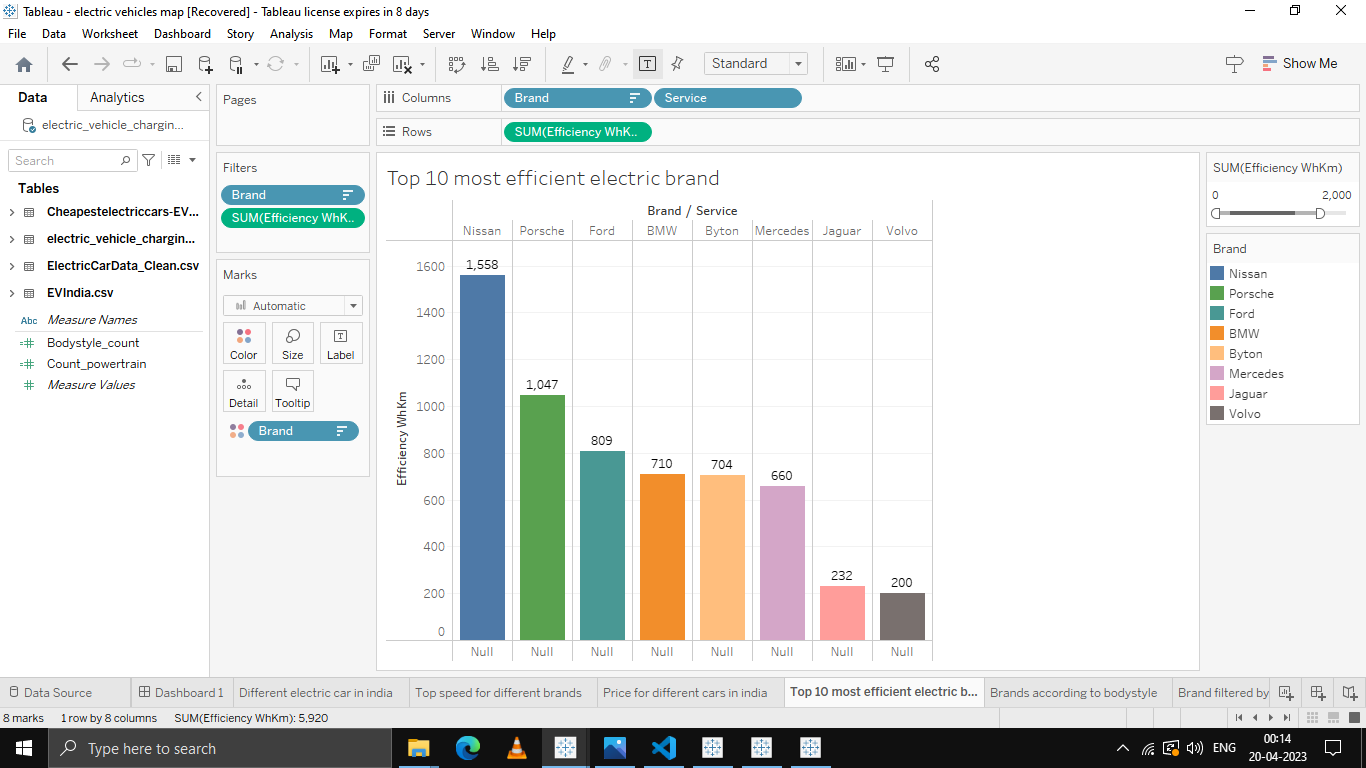 Tableau - electric vehicles map [Recovered] - Tableau license expires in 8 days
File Data Worksheet Dashboard Story Analysis Map Format Server Window Help
Standard
Show Me
Data Analytics
electric_vehicle_chargin...
Search
Tables
Cheapestelectriccars-EV...
electric_vehicle_chargin...
ElectricCarData_Clean.csv
EVIndia.csv
Abc Measure Names
Bodystyle_count
Count_powertrain
Measure Values
Pages
Filters
Brand
SUM(Efficiency WhK..
Marks
Automatic
Color Size Label
Detail Tooltip
Brand
Columns Brand Service
Rows SUM(Efficiency WhK..
Top 10 most efficient electric brand
Brand / Service
Nissan Porsche Ford BMW Byton Mercedes Jaguar Volvo
Efficiency WhKm
1600
1400
1200
1000
800
600
400
200
0
1,558
1,047
809
710
704
660
232
200
Null Null Null Null Null Null Null Null
SUM(Efficiency WhKm)
0 2,000
Brand
Nissan
Porsche
Ford
BMW
Byton
Mercedes
Jaguar
Volvo
Data Source Dashboard 1 Different electric car in india Top speed for different brands Price for different cars in india Top 10 most efficient electric b... Brands according to bodystyle Brand filtered by
8 marks 1 row by 8 columns SUM(Efficiency WhKm): 5,920
Type here to search
ENG
00:14
20-04-2023